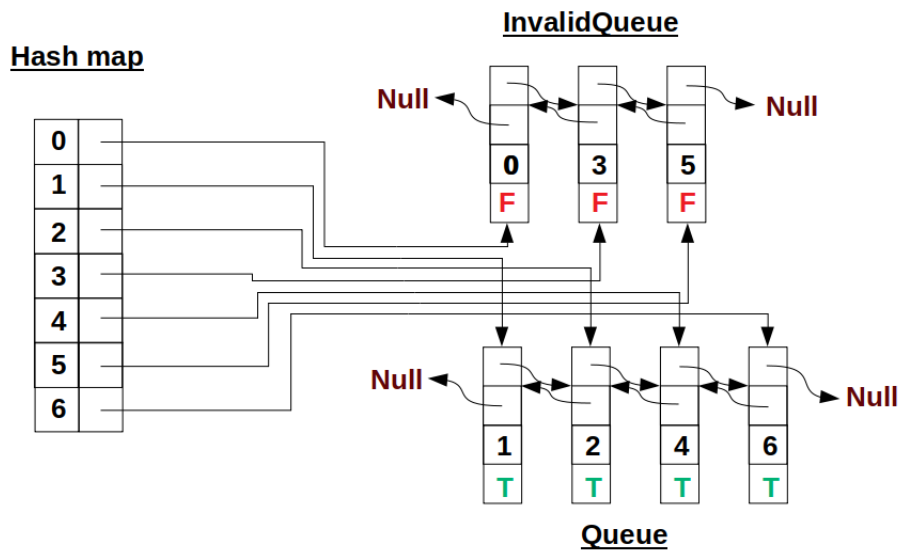 InvalidQueue
Hash map
Null
Null
0
1
2
3
4
5
6
0 3 5
F F F
Null
Null
1 2 4 6
T T T T
Queue